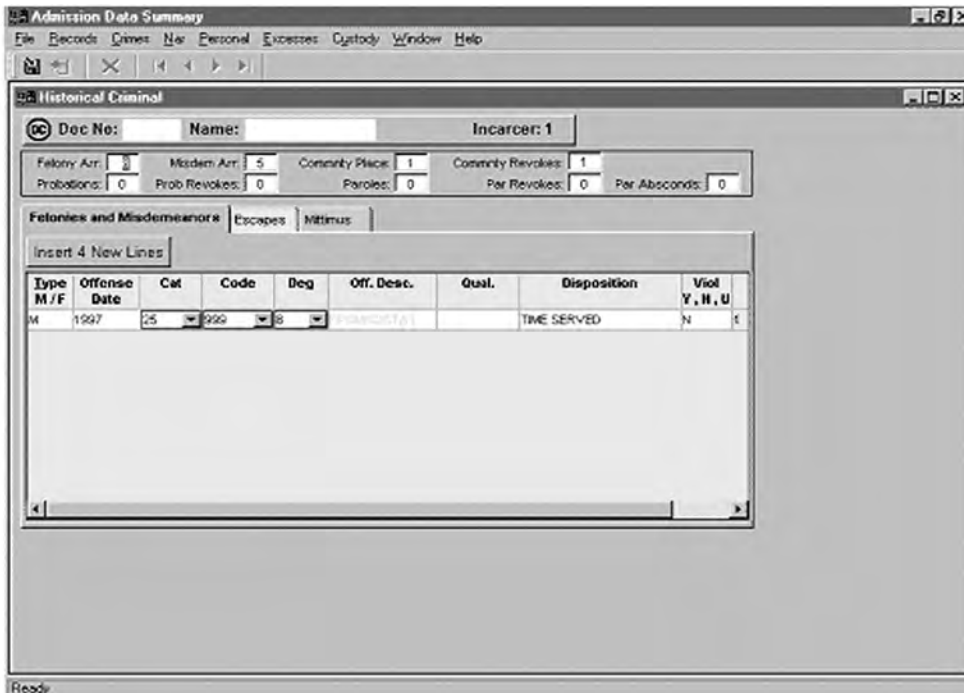 Admission Data Summary
File Records Crimes Nar Personal Excesses Custody Window Help
Historical Criminal
DC Doc No: Name: Incarcer: 1
Felony Arr: Misdem Arr: 5 Commnty Place: 1 Commnty Revokes: 1
Probations: 0 Prob Revokes: 0 Paroles: 0 Par Revokes: 0 Par Absconds: 0
Felonies and Misdemeanors Escapes Mittimus
Insert 4 New Lines
Type M/F Offense Date Cat Code Deg Off. Desc. Qual. Disposition Viol Y, N, U
M 1997 25 999 8 TIME SERVED N
Ready